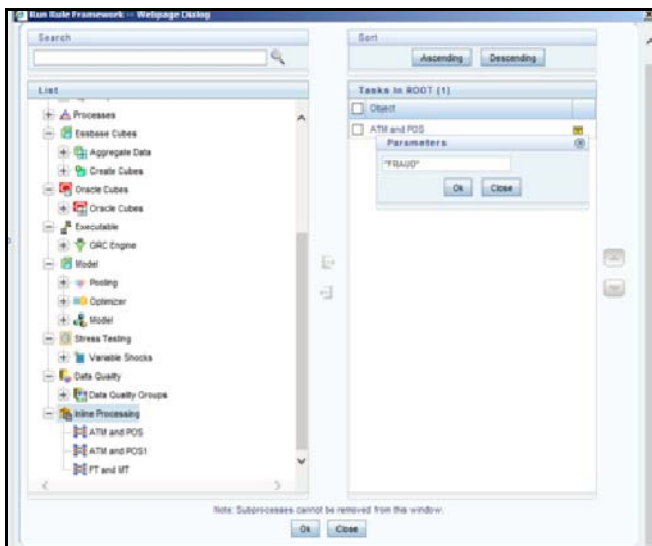 Run Rule Framework -- Webpage Dialog
Search
List
Processes
Essbase Cubes
Aggregate Data
Create Cubes
Oracle Cubes
Oracle Cubes
Executable
GRC Engine
Model
Pooling
Optimizer
Model
Stress Testing
Variable Shocks
Data Quality
Data Quality Groups
Inline Processing
ATM and POS
ATM and POS1
FT and MT
Sort
Ascending Descending
Tasks In ROOT (1)
Object
ATM and POS
Parameters
"FRAUD"
Ok Close
Note: Subprocesses cannot be removed from this window.
Ok Close